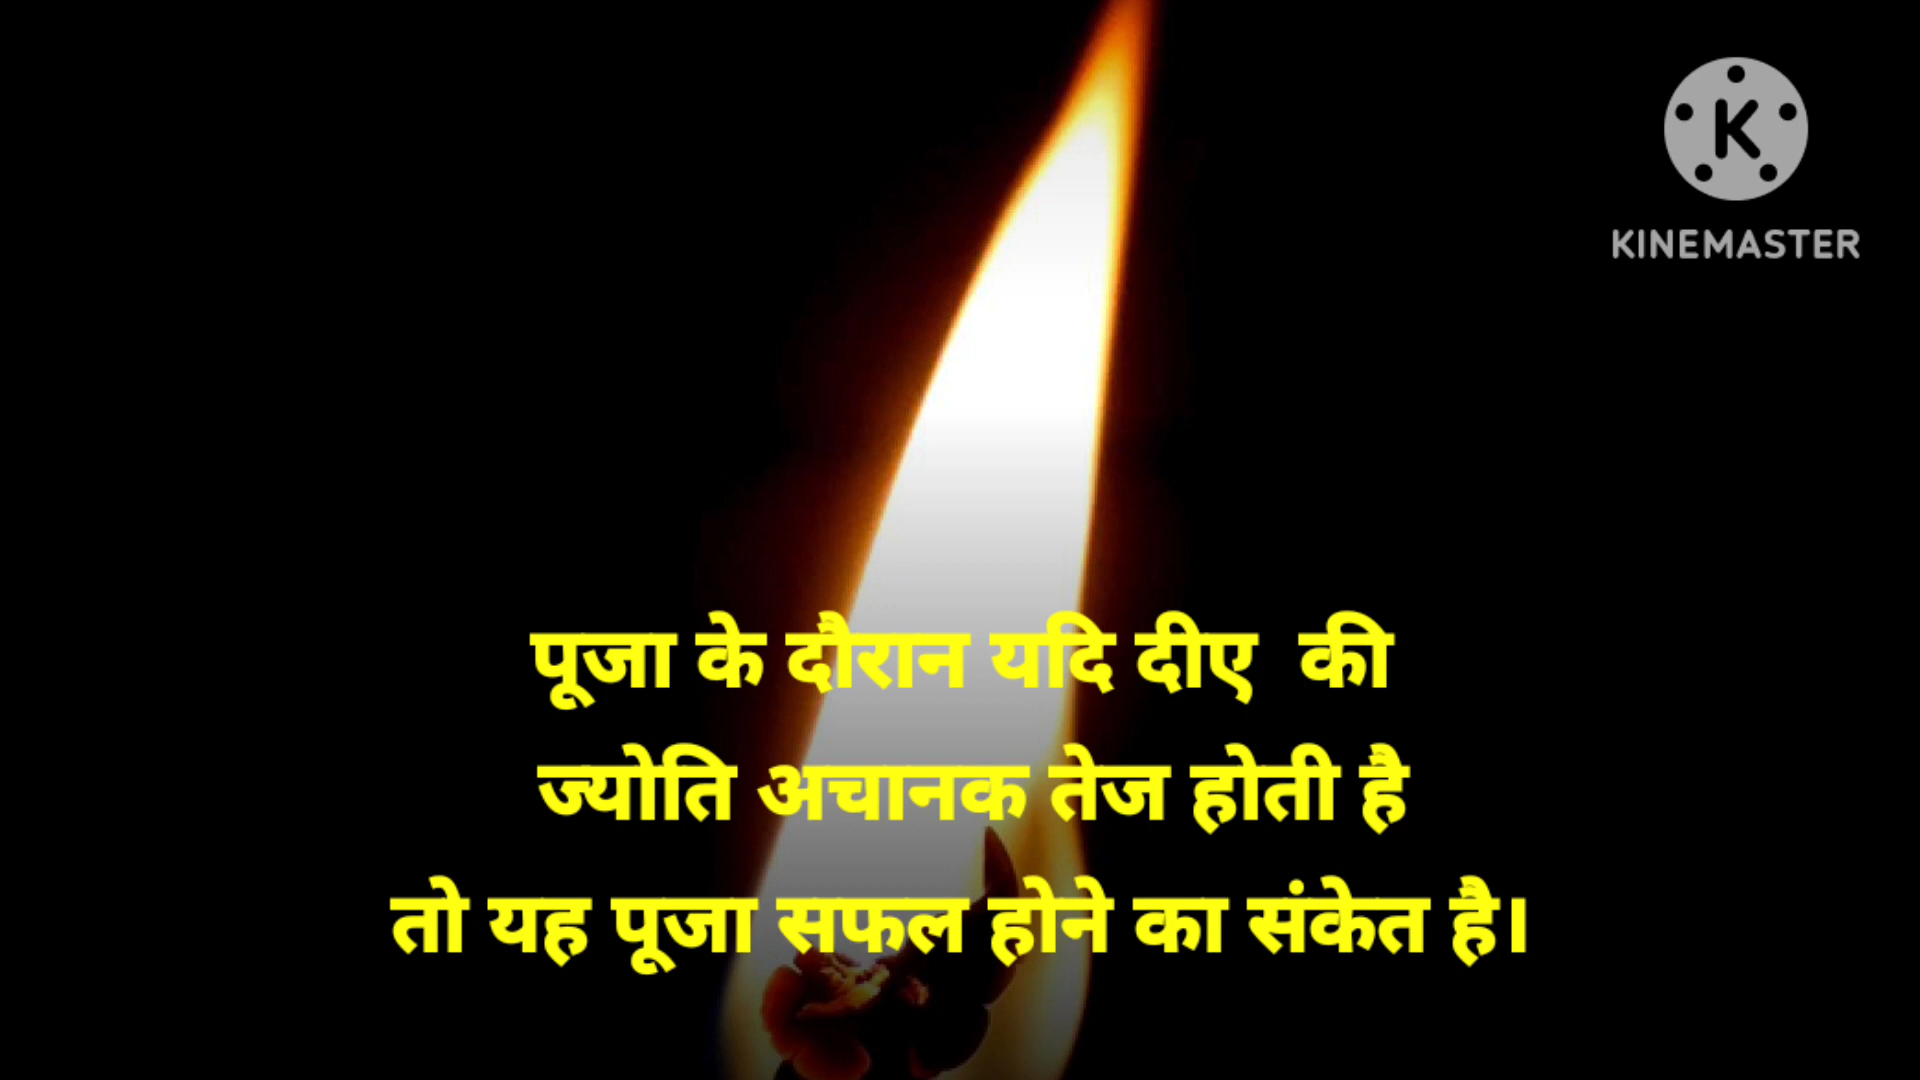 KINEMASTER
पूजा के दौरान यदि दीए की
ज्योति अचानक तेज होती है
तो यह पूजा सफल होने का संकेत है।